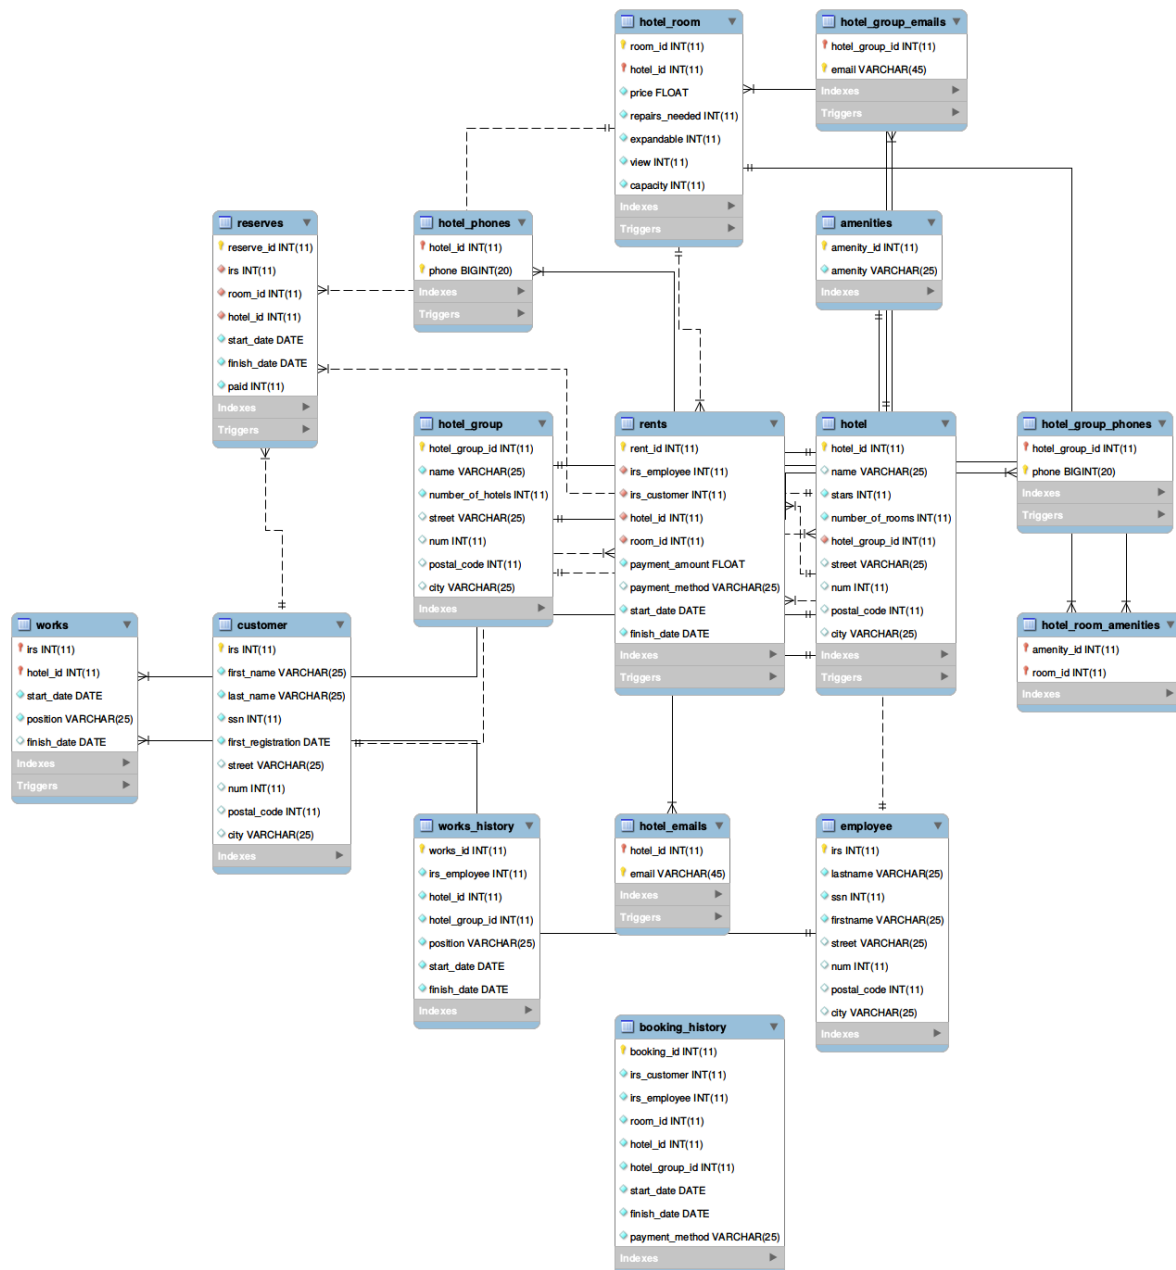 hotel_room
room_id INT(11)
hotel_id INT(11)
price FLOAT
repairs_needed INT(11)
expandable INT(11)
view INT(11)
capacity INT(11)
Indexes
Triggers
hotel_group_emails
hotel_group_id INT(11)
email VARCHAR(45)
Indexes
Triggers
reserves
reserve_id INT(11)
irs INT(11)
room_id INT(11)
hotel_id INT(11)
start_date DATE
finish_date DATE
paid INT(11)
Indexes
Triggers
hotel_phones
hotel_id INT(11)
phone BIGINT(20)
Indexes
Triggers
amenities
amenity_id INT(11)
amenity VARCHAR(25)
Indexes
hotel_group
hotel_group_id INT(11)
name VARCHAR(25)
number_of_hotels INT(11)
street VARCHAR(25)
num INT(11)
postal_code INT(11)
city VARCHAR(25)
Indexes
rents
rent_id INT(11)
irs_employee INT(11)
irs_customer INT(11)
hotel_id INT(11)
room_id INT(11)
payment_amount FLOAT
payment_method VARCHAR(25)
start_date DATE
finish_date DATE
Indexes
Triggers
hotel
hotel_id INT(11)
name VARCHAR(25)
stars INT(11)
number_of_rooms INT(11)
hotel_group_id INT(11)
street VARCHAR(25)
num INT(11)
postal_code INT(11)
city VARCHAR(25)
Indexes
Triggers
hotel_group_phones
hotel_group_id INT(11)
phone BIGINT(20)
Indexes
Triggers
works
irs INT(11)
hotel_id INT(11)
start_date DATE
position VARCHAR(25)
finish_date DATE
Indexes
Triggers
customer
irs INT(11)
first_name VARCHAR(25)
last_name VARCHAR(25)
ssn INT(11)
first_registration DATE
street VARCHAR(25)
num INT(11)
postal_code INT(11)
city VARCHAR(25)
Indexes
hotel_room_amenities
amenity_id INT(11)
room_id INT(11)
Indexes
works_history
works_id INT(11)
irs_employee INT(11)
hotel_id INT(11)
hotel_group_id INT(11)
position VARCHAR(25)
start_date DATE
finish_date DATE
Indexes
hotel_emails
hotel_id INT(11)
email VARCHAR(45)
Indexes
Triggers
employee
irs INT(11)
lastname VARCHAR(25)
ssn INT(11)
firstname VARCHAR(25)
street VARCHAR(25)
num INT(11)
postal_code INT(11)
city VARCHAR(25)
Indexes
booking_history
booking_id INT(11)
irs_customer INT(11)
irs_employee INT(11)
room_id INT(11)
hotel_id INT(11)
hotel_group_id INT(11)
start_date DATE
finish_date DATE
payment_method VARCHAR(25)
Indexes